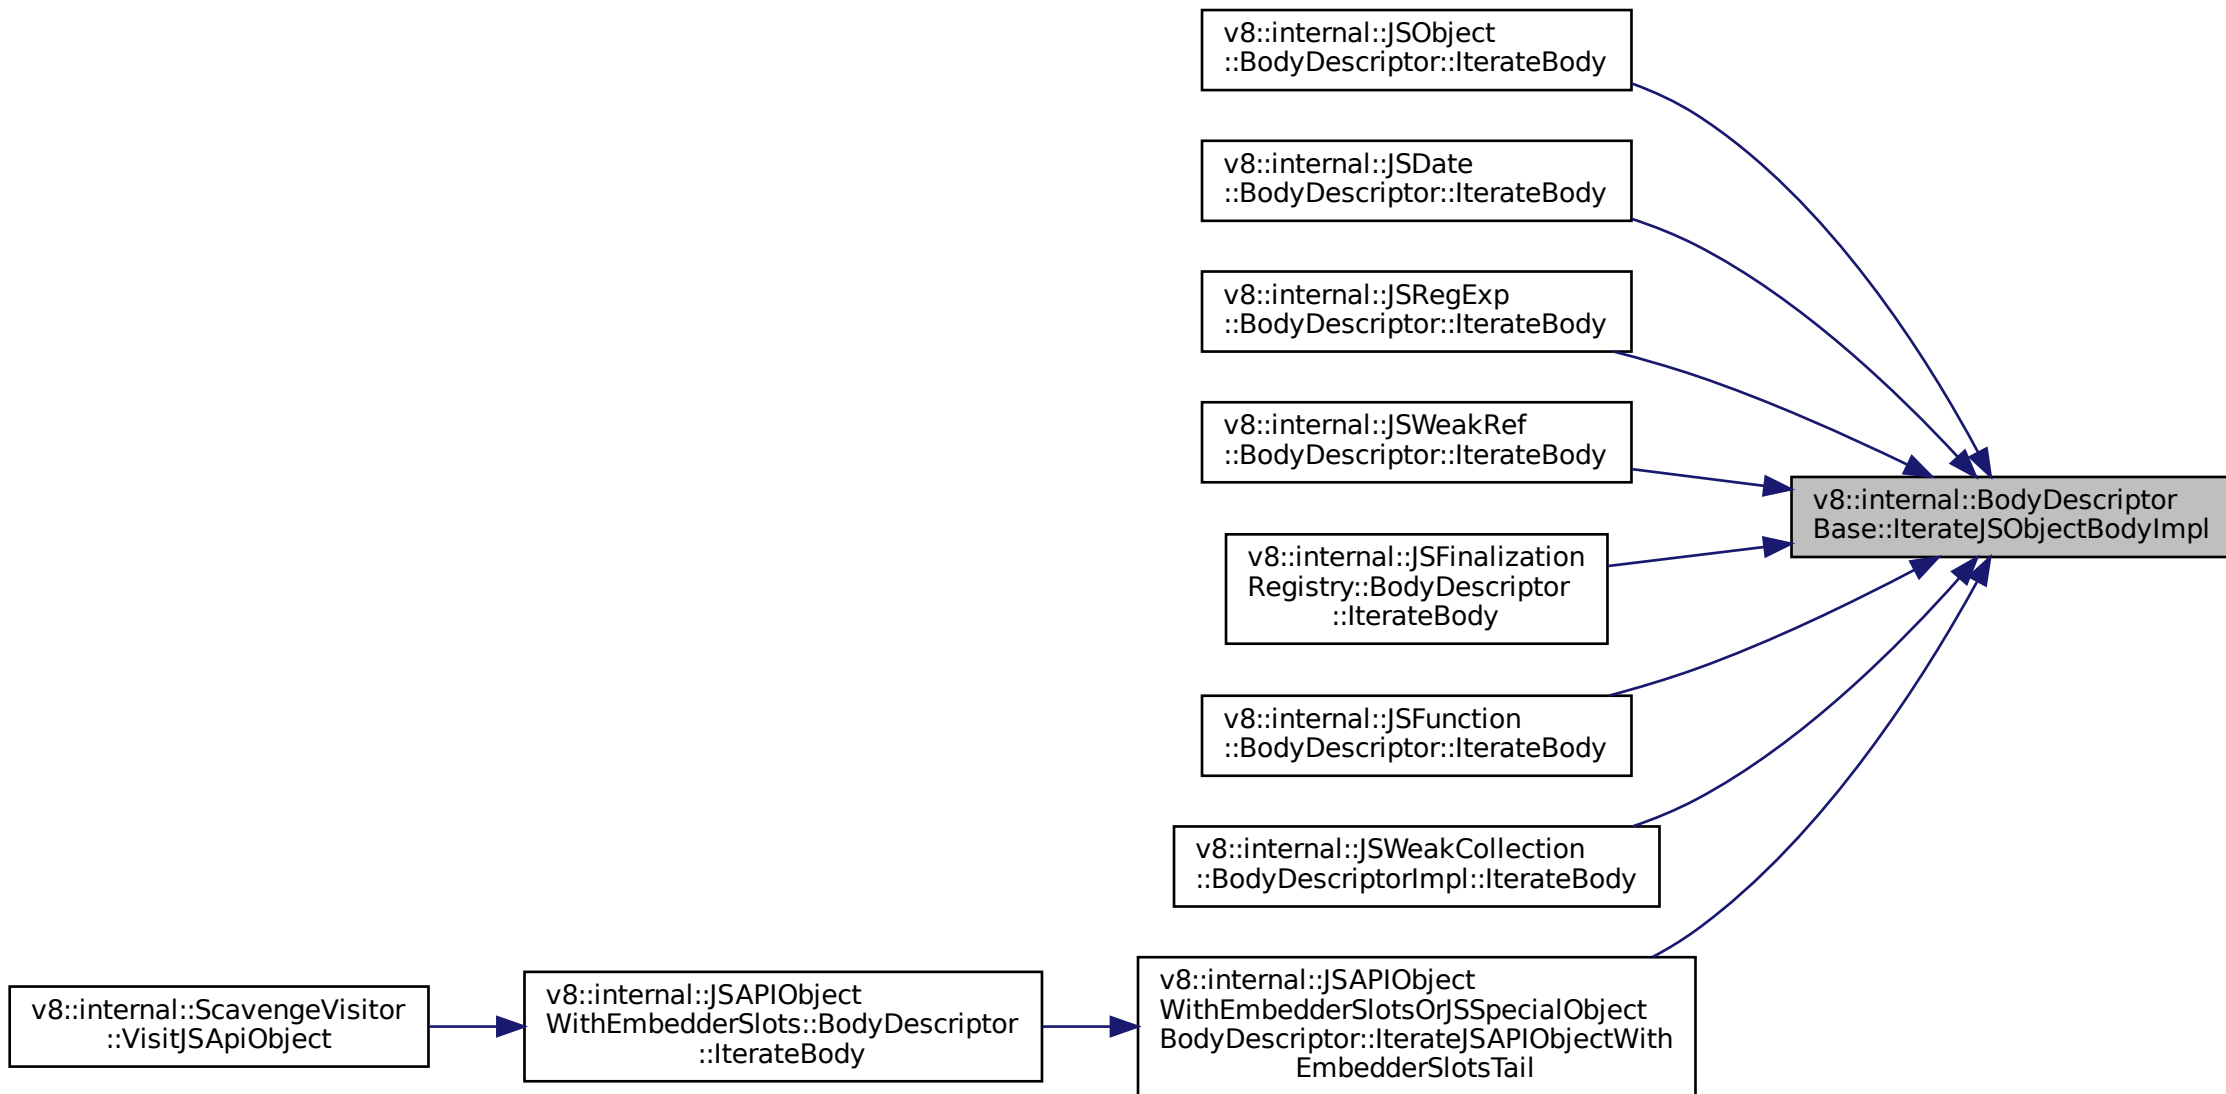 v8::internal::JSObject
::BodyDescriptor::IterateBody
v8::internal::JSDate
::BodyDescriptor::IterateBody
v8::internal::JSRegExp
::BodyDescriptor::IterateBody
v8::internal::JSWeakRef
::BodyDescriptor::IterateBody
v8::internal::BodyDescriptor
Base::IterateJSObjectBodyImpl
v8::internal::JSFinalization
Registry::BodyDescriptor
::IterateBody
v8::internal::JSFunction
::BodyDescriptor::IterateBody
v8::internal::JSWeakCollection
::BodyDescriptorImpl::IterateBody
v8::internal::ScavengeVisitor
::VisitJSApiObject
v8::internal::JSAPIObject
WithEmbedderSlots::BodyDescriptor
::IterateBody
v8::internal::JSAPIObject
WithEmbedderSlotsOrJSSpecialObject
BodyDescriptor::IterateJSAPIObjectWith
EmbedderSlotsTail